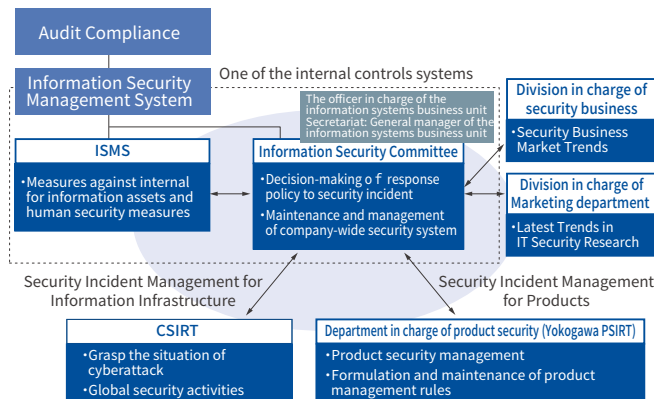 Audit Compliance
Information Security
Management System
One of the internal controls systems
The officer in charge of the
information systems business unit
Secretariat: General manager of the
information systems business unit
Division in charge of
security business
・Security Business
Market Trends
ISMS
・Measures against internal
for information assets and
human security measures
Information Security Committee
・Decision-making of response
policy to security incident
・Maintenance and management
of company-wide security system
Division in charge of
Marketing department
・Latest Trends in
IT Security Research
Security Incident Management for
Information Infrastructure
Security Incident Management
for Products
CSIRT
・Grasp the situation of
cyberattack
・Global security activities
Department in charge of product security (Yokogawa PSIRT)
・Product security management
・Formulation and maintenance of product
management rules